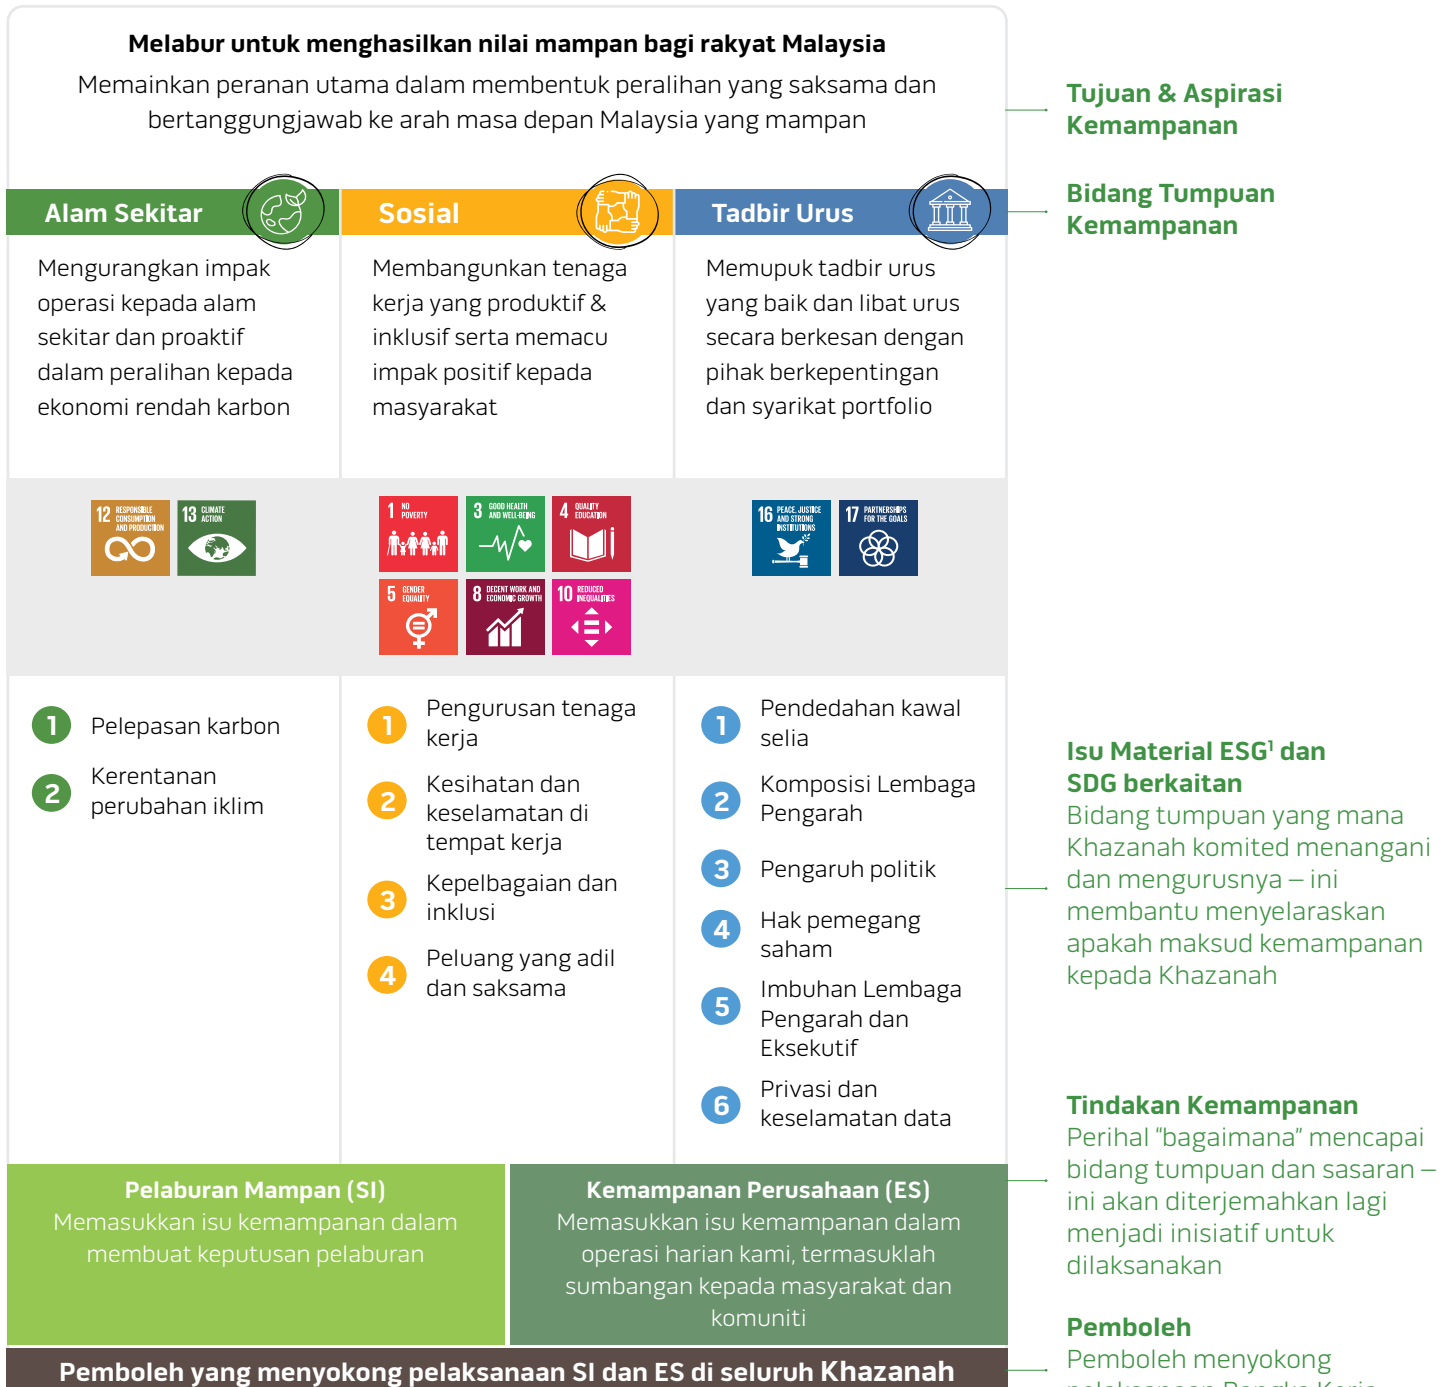 Melabur untuk menghasilkan nilai mampan bagi rakyat Malaysia
Memainkan peranan utama dalam membentuk peralihan yang saksama dan
bertanggungjawab ke arah masa depan Malaysia yang mampan
Tujuan & Aspirasi
Kemampanan
Alam Sekitar
Sosial
Tadbir Urus
Bidang Tumpuan
Kemampanan
Mengurangkan impak
operasi kepada alam
sekitar dan proaktif
dalam peralihan kepada
ekonomi rendah karbon
Membangunkan tenaga
kerja yang produktif &
inklusif serta memacu
impak positif kepada
masyarakat
Memupuk tadbir urus
yang baik dan libat urus
secara berkesan dengan
pihak berkepentingan
dan syarikat portfolio
12 RESPONSIBLE
CONSUMPTION
AND PRODUCTION
13 CLIMATE
ACTION
1 NO
POVERTY
3 GOOD HEALTH
AND WELL-BEING
4 QUALITY
EDUCATION
5 GENDER
EQUALITY
8 DECENT WORK AND
ECONOMIC GROWTH
10 REDUCED
INEQUALITIES
16 PEACE, JUSTICE
AND STRONG
INSTITUTIONS
17 PARTNERSHIPS
FOR THE GOALS
1 Pelepasan karbon
2 Kerentanan
perubahan iklim
1 Pengurusan tenaga
kerja
2 Kesihatan dan
keselamatan di
tempat kerja
3 Kepelbagaian dan
inklusi
4 Peluang yang adil
dan saksama
1 Pendedahan kawal
selia
2 Komposisi Lembaga
Pengarah
3 Pengaruh politik
4 Hak pemegang
saham
5 Imbuhan Lembaga
Pengarah dan
Eksekutif
6 Privasi dan
keselamatan data
Isu Material ESG¹ dan
SDG berkaitan
Bidang tumpuan yang mana
Khazanah komited menangani
dan mengurusnya – ini
membantu menyelaraskan
apakah maksud kemampanan
kepada Khazanah
Pelaburan Mampan (SI)
Memasukkan isu kemampanan dalam
membuat keputusan pelaburan
Kemampanan Perusahaan (ES)
Memasukkan isu kemampanan dalam
operasi harian kami, termasuklah
sumbangan kepada masyarakat dan
komuniti
Tindakan Kemampanan
Perihal “bagaimana” mencapai
bidang tumpuan dan sasaran –
ini akan diterjemahkan lagi
menjadi inisiatif untuk
dilaksanakan
Pemboleh yang menyokong pelaksanaan SI dan ES di seluruh Khazanah
Pemboleh
Pemboleh menyokong
pelaksanaan Rangka Kerja